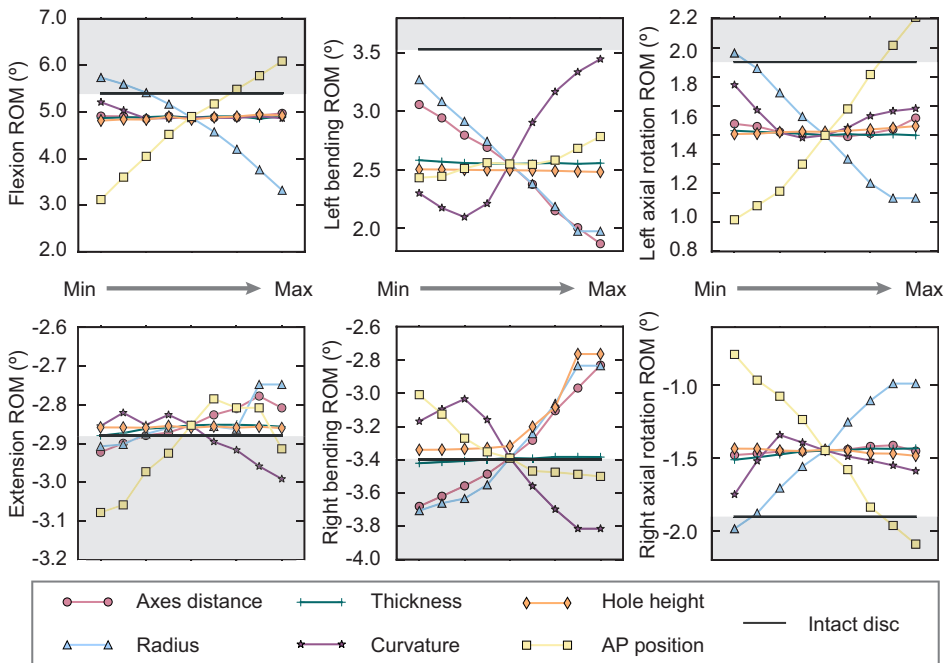 Flexion ROM (º)
7.0
6.0
5.0
4.0
3.0
2.0
Left bending ROM (º)
3.5
3.0
2.5
2.0
Left axial rotation ROM (º)
2.2
2.0
1.8
1.6
1.4
1.2
1.0
0.8
Min
Max
Min
Max
Min
Max
Extension ROM (º)
-2.6
-2.7
-2.8
-2.9
-3.0
-3.1
-3.2
Right bending ROM (º)
-2.6
-2.8
-3.0
-3.2
-3.4
-3.6
-3.8
-4.0
Right axial rotation ROM (º)
-1.0
-1.5
-2.0
Axes distance
Thickness
Hole height
Intact disc
Radius
Curvature
AP position